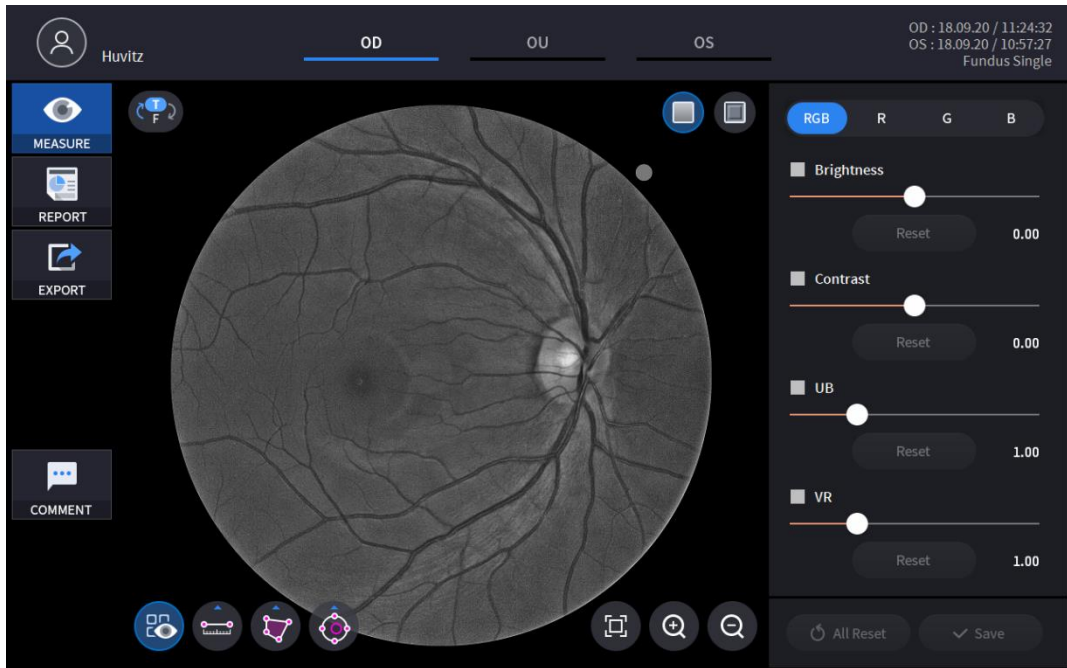 Huvitz
OD
OU
OS
OD : 18.09.20 / 11:24:32
OS : 18.09.20 / 10:57:27
Fundus Single
MEASURE
REPORT
EXPORT
COMMENT
T
F
RGB R G B
Brightness
Reset 0.00
Contrast
Reset 0.00
UB
Reset 1.00
VR
Reset 1.00
All Reset
Save